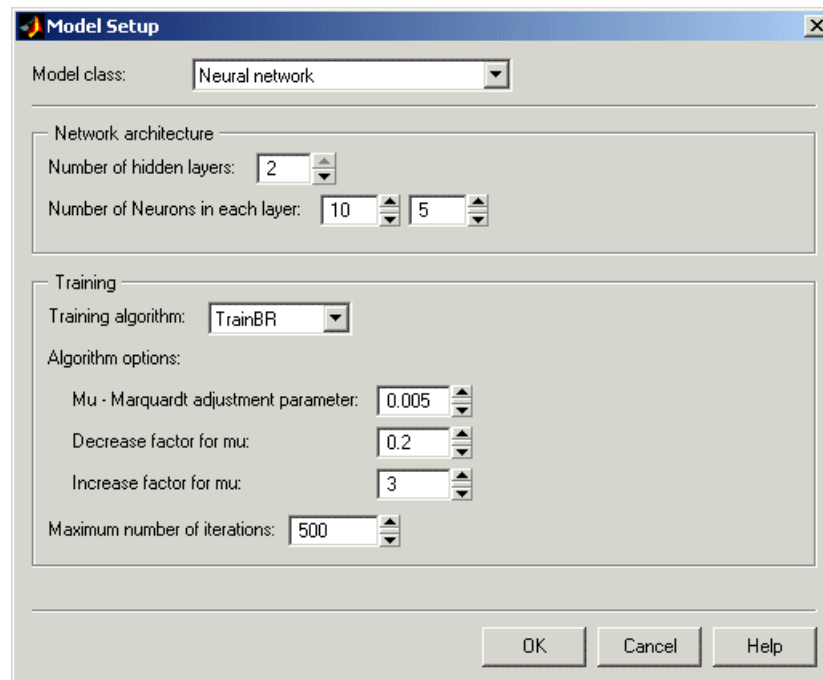 Model Setup
Model class: Neural network
Network architecture
Number of hidden layers: 2
Number of Neurons in each layer: 10 5
Training
Training algorithm: TrainBR
Algorithm options:
Mu - Marquardt adjustment parameter: 0.005
Decrease factor for mu: 0.2
Increase factor for mu: 3
Maximum number of iterations: 500
OK Cancel Help